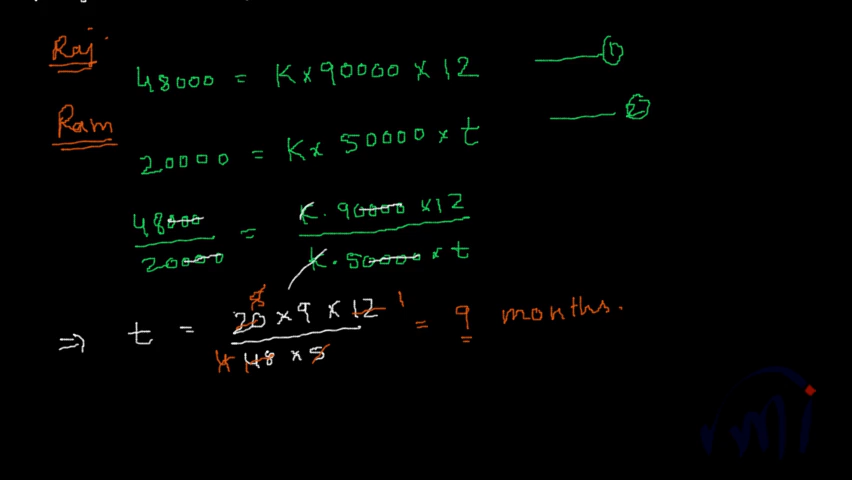 Raj
48000 = K x 90000 x 12 ①
Ram
20000 = K x 50000 x t ②
48000 / 20000 = K. 90000 x 12 / K. 50000 x t
⇒ t = 20 x 9 x 12 / 48 x 5 = 9 months.
rmi